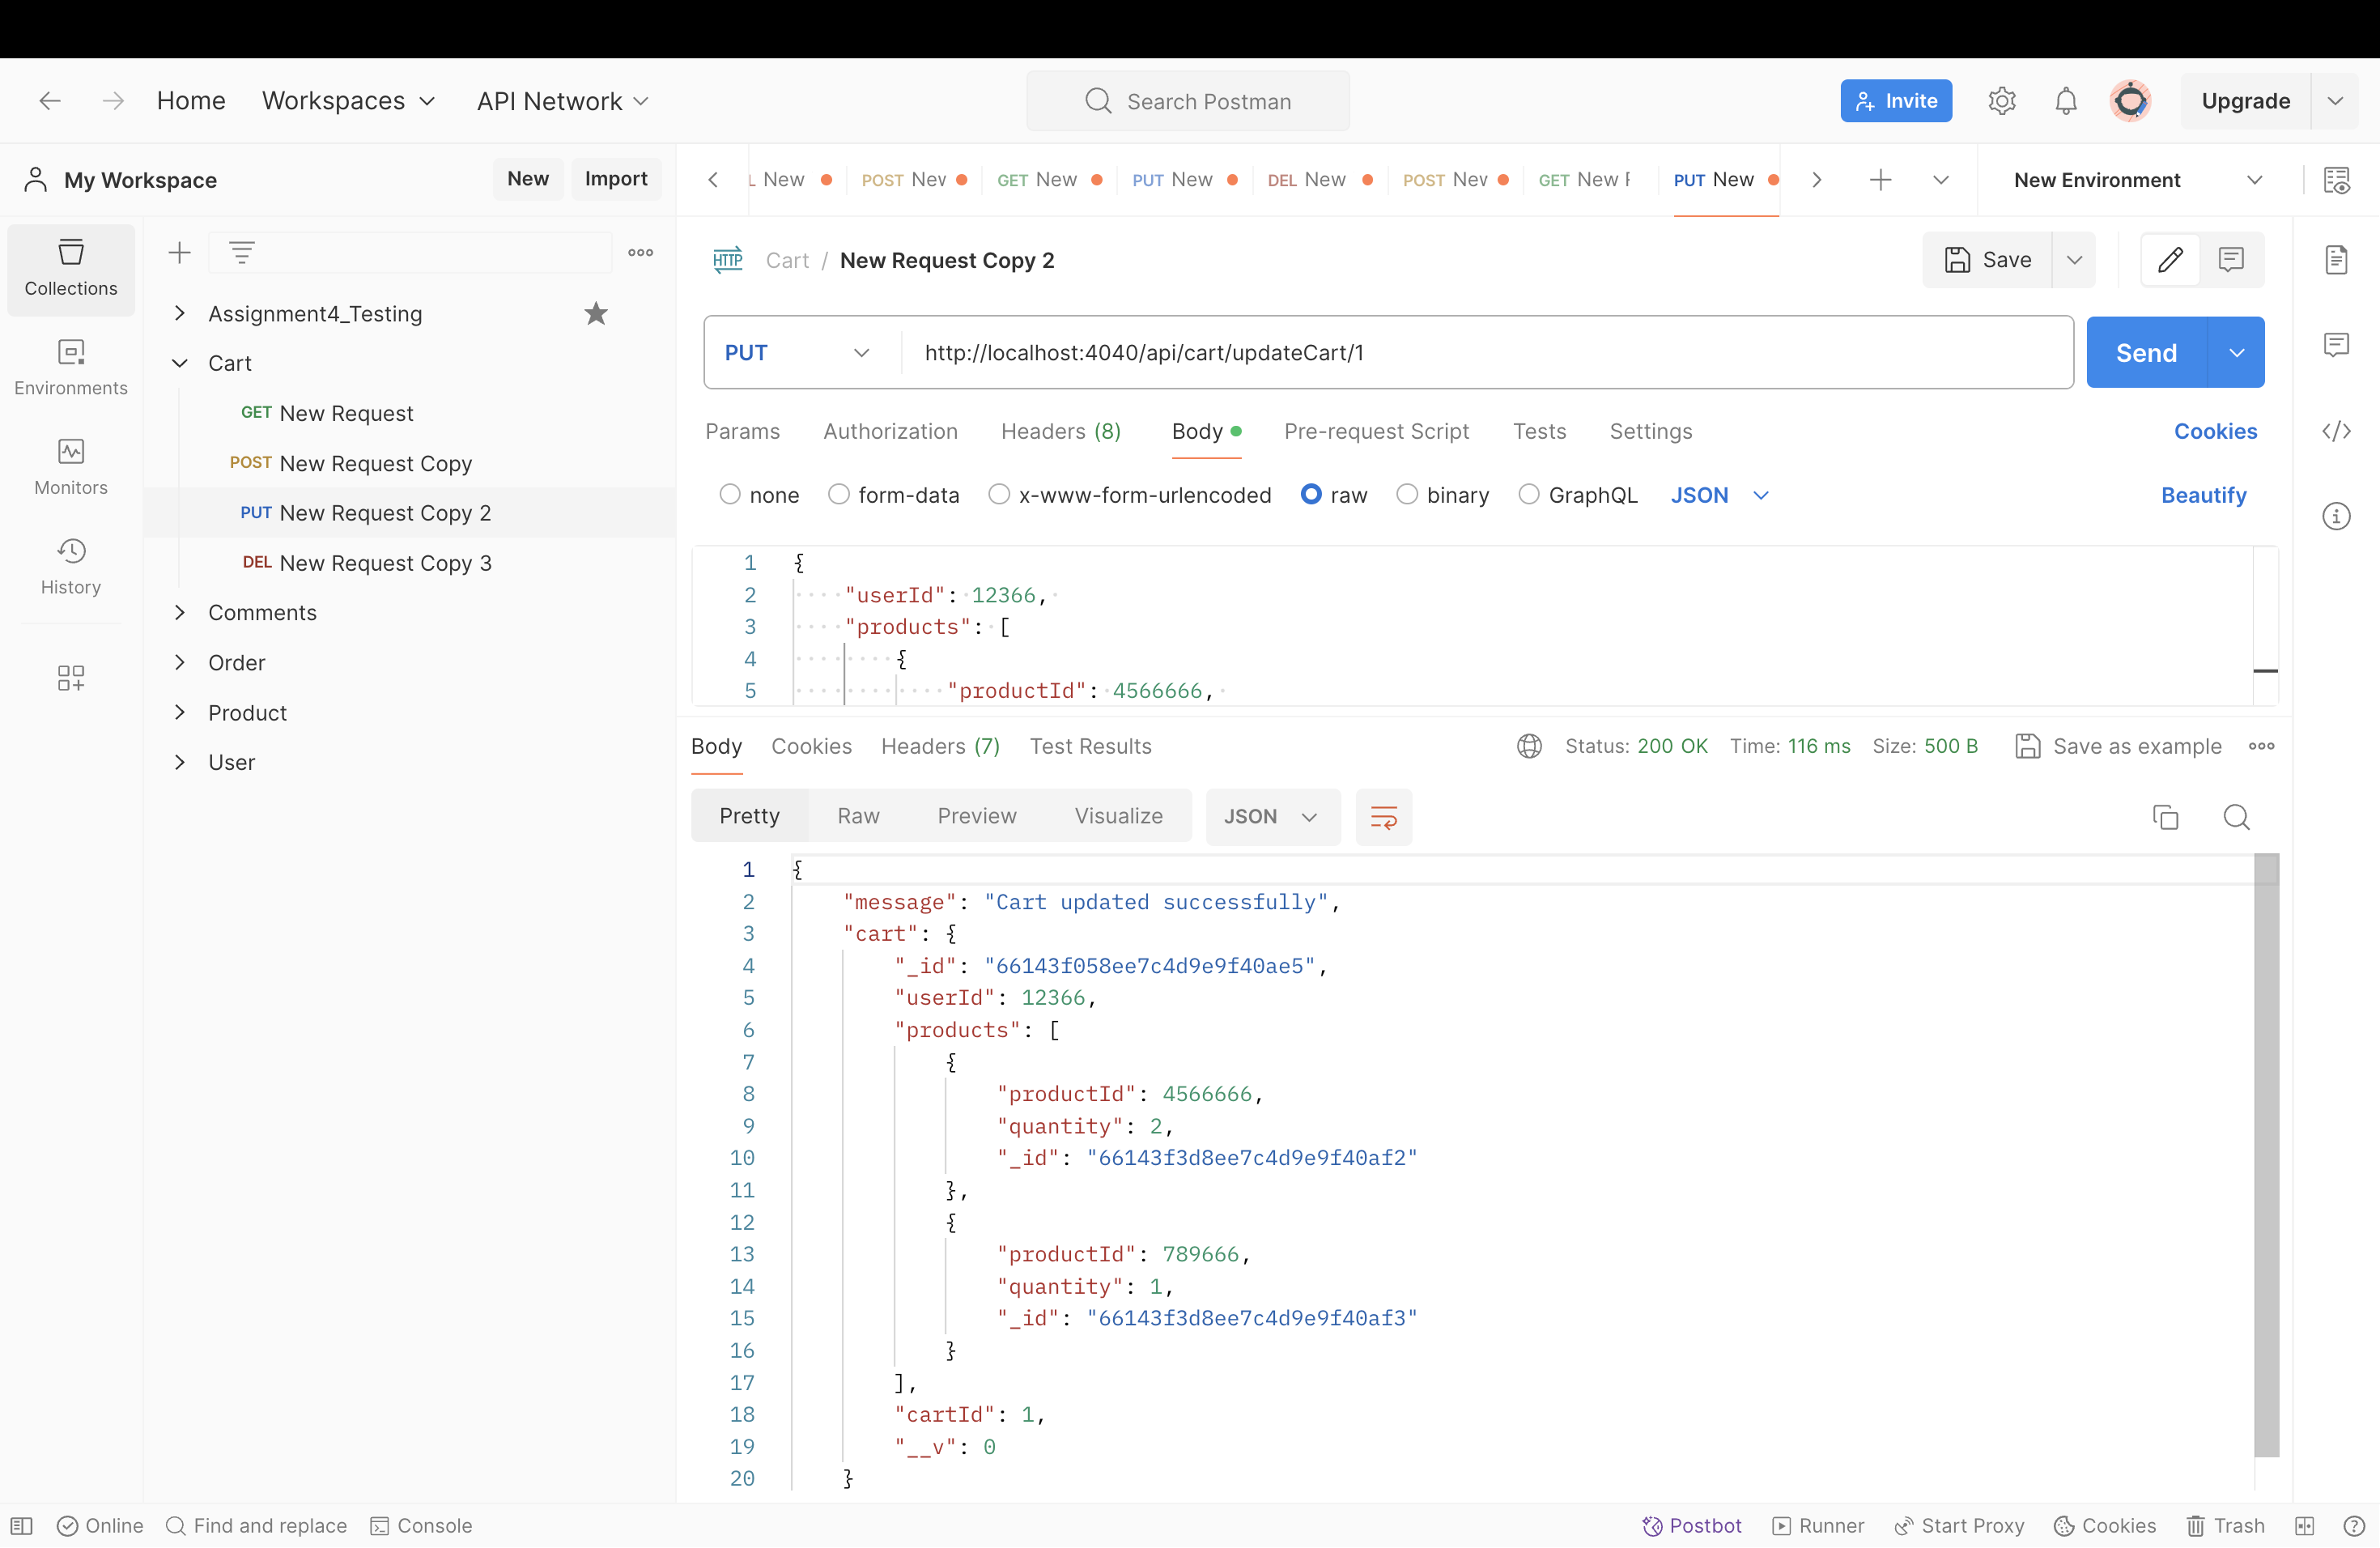 Home Workspaces API Network Search Postman Invite Upgrade
My Workspace New Import
L New POST Nev GET New PUT New DEL New POST Nev GET New PUT New New Environment
Collections
Environments
Monitors
History
Assignment4_Testing
Cart
GET New Request
POST New Request Copy
PUT New Request Copy 2
DEL New Request Copy 3
Comments
Order
Product
User
HTTP Cart / New Request Copy 2 Save
PUT http://localhost:4040/api/cart/updateCart/1 Send
Params Authorization Headers (8) Body Pre-request Script Tests Settings Cookies
none form-data x-www-form-urlencoded raw binary GraphQL JSON Beautify
1 {
2 "userId": 12366,
3 "products": [
4 {
5 "productId": 4566666,
Body Cookies Headers (7) Test Results Status: 200 OK Time: 116 ms Size: 500 B Save as example
Pretty Raw Preview Visualize JSON
1 {
2 "message": "Cart updated successfully",
3 "cart": {
4 "_id": "66143f058ee7c4d9e9f40ae5",
5 "userId": 12366,
6 "products": [
7 {
8 "productId": 4566666,
9 "quantity": 2,
10 "_id": "66143f3d8ee7c4d9e9f40af2"
11 },
12 {
13 "productId": 789666,
14 "quantity": 1,
15 "_id": "66143f3d8ee7c4d9e9f40af3"
16 }
17 ],
18 "cartId": 1,
19 "__v": 0
20 }
Online Find and replace Console Postbot Runner Start Proxy Cookies Trash